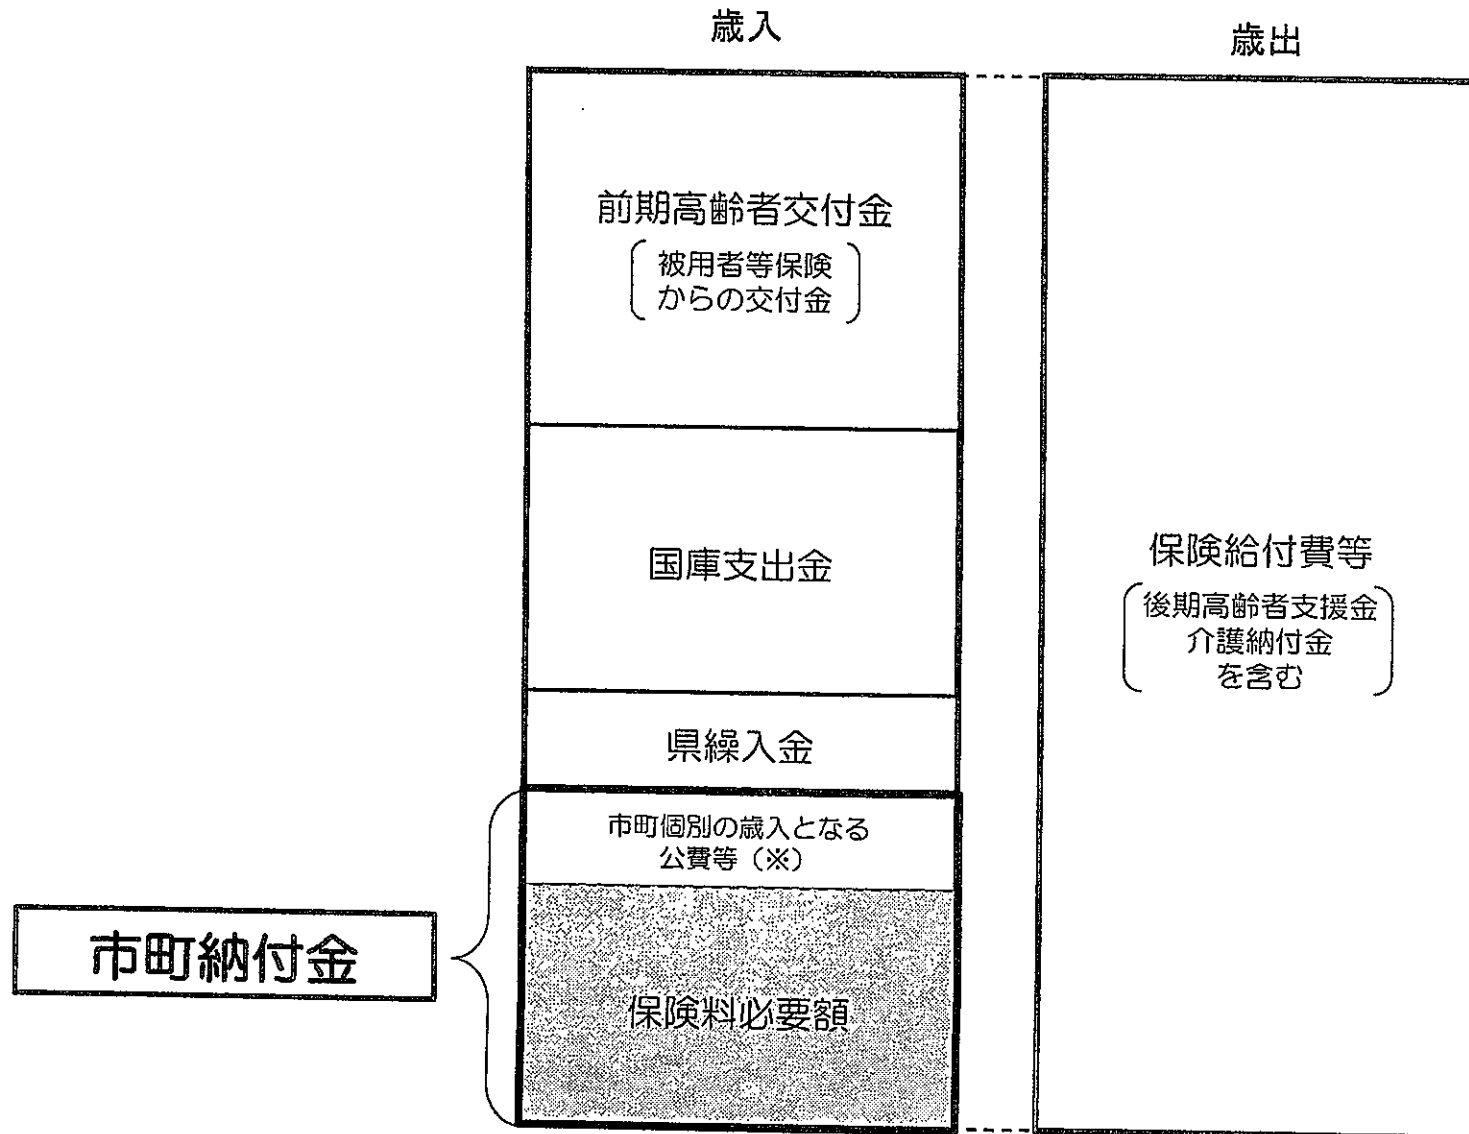 歳入
歳出
前期高齢者交付金
被用者等保険
からの交付金
国庫支出金
保険給付費等
後期高齢者支援金
介護納付金
を含む
県繰入金
市町個別の歳入となる
公費等（※）
市町納付金
保険料必要額